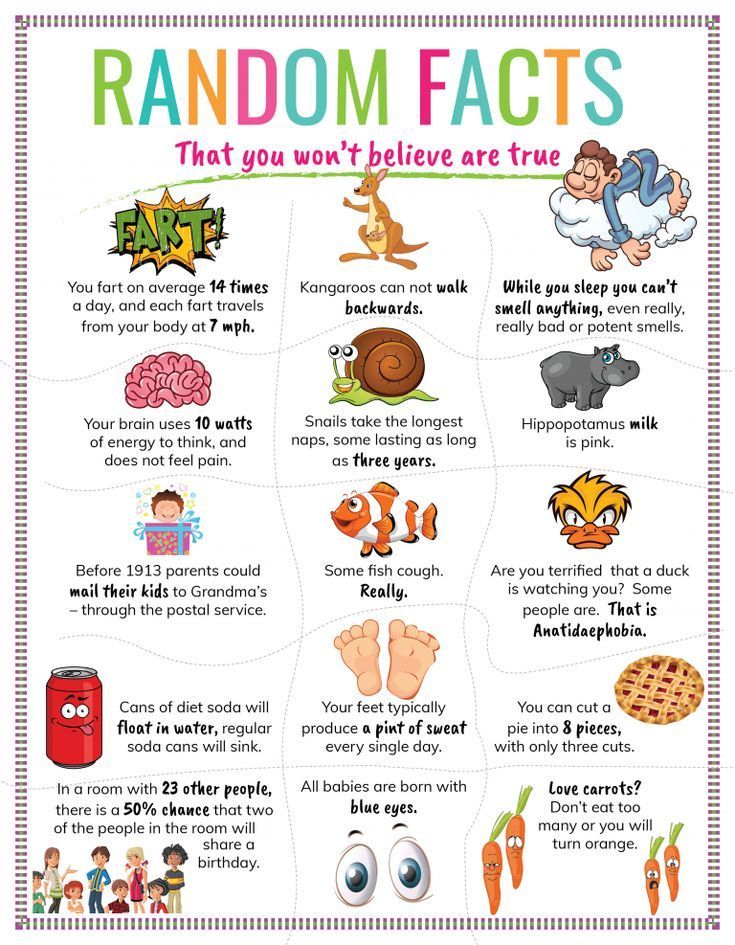 RANDOM FACTS
That you won't believe are true
FART!
You fart on average 14 times
a day, and each fart travels
from your body at 7 mph.
Kangaroos can not walk
backwards.
While you sleep you can't
smell anything, even really,
really bad or potent smells.
Your brain uses 10 watts
of energy to think, and
does not feel pain.
Snails take the longest
naps, some lasting as long
as three years.
Hippopotamus milk
is pink.
Before 1913 parents could
mail their kids to Grandma's
– through the postal service.
Some fish cough.
Really.
Are you terrified that a duck
is watching you? Some
people are. That is
Anatidaephobia.
Cans of diet soda will
float in water, regular
soda cans will sink.
Your feet typically
produce a pint of sweat
every single day.
You can cut a
pie into 8 pieces,
with only three cuts.
In a room with 23 other people,
there is a 50% chance that two
of the people in the room will
share a
birthday.
All babies are born with
blue eyes.
Love carrots?
Don't eat too
many or you will
turn orange.